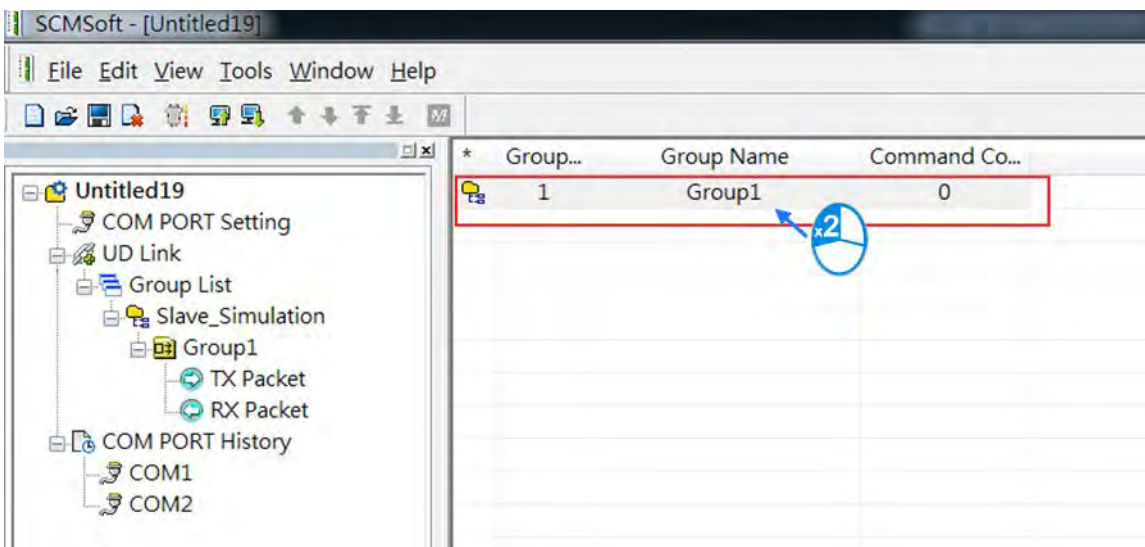 SCMSoft - [Untitled19]
File Edit View Tools Window Help
* Group... Group Name Command Co...
1 Group1 0
x2
Untitled19
COM PORT Setting
UD Link
Group List
Slave_Simulation
Group1
TX Packet
RX Packet
COM PORT History
COM1
COM2